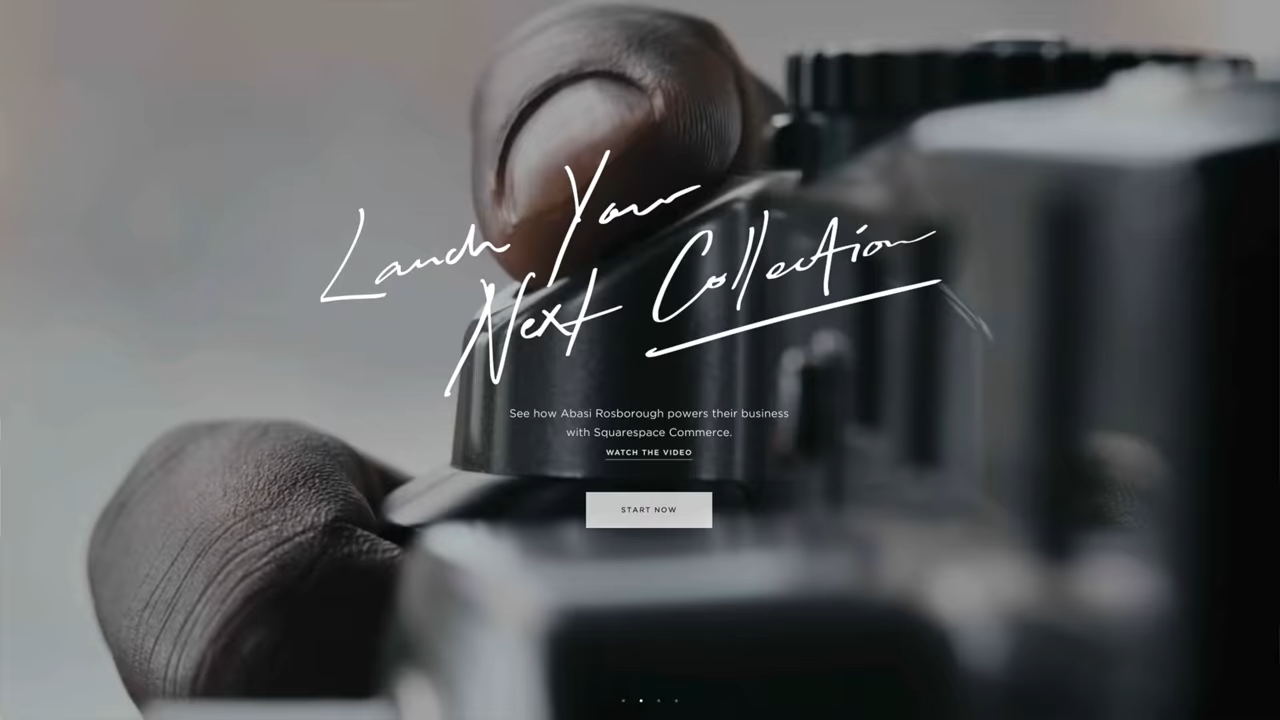 Launch Your
Next Collection
See how Abasi Rosborough powers their business
with Squarespace Commerce.
WATCH THE VIDEO
START NOW